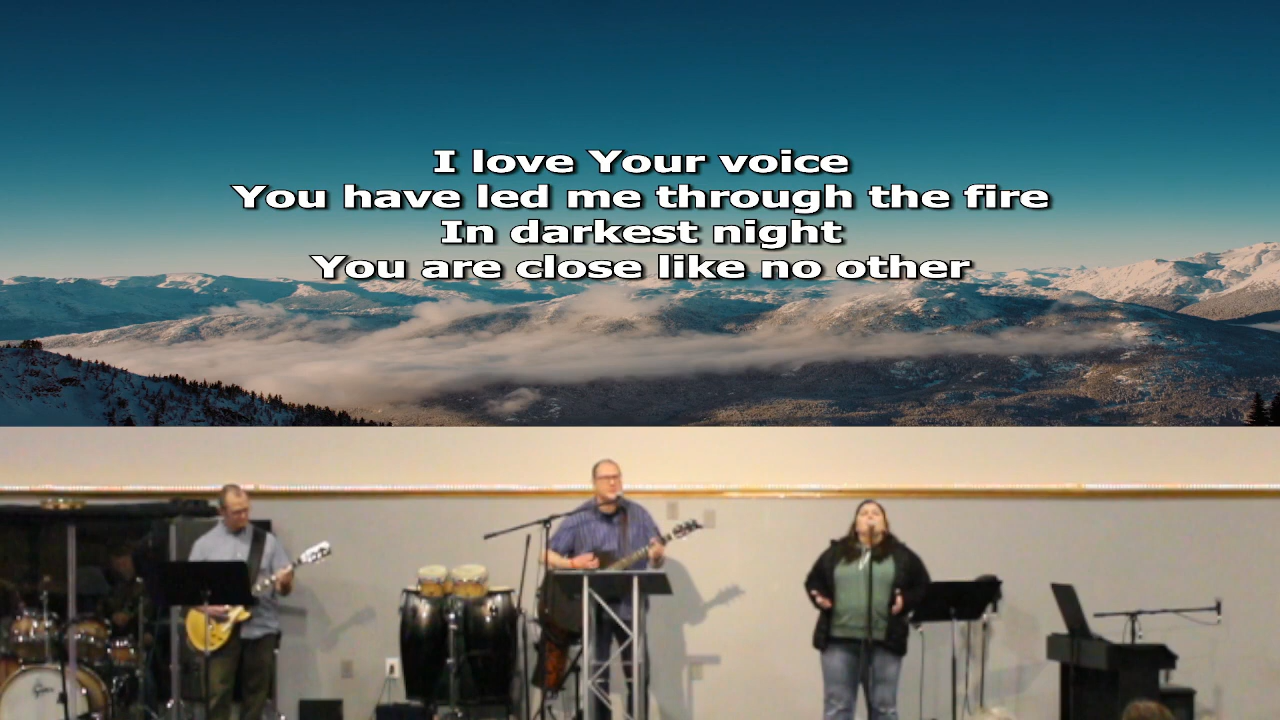 I love Your voice
You have led me through the fire
In darkest night
You are close like no other